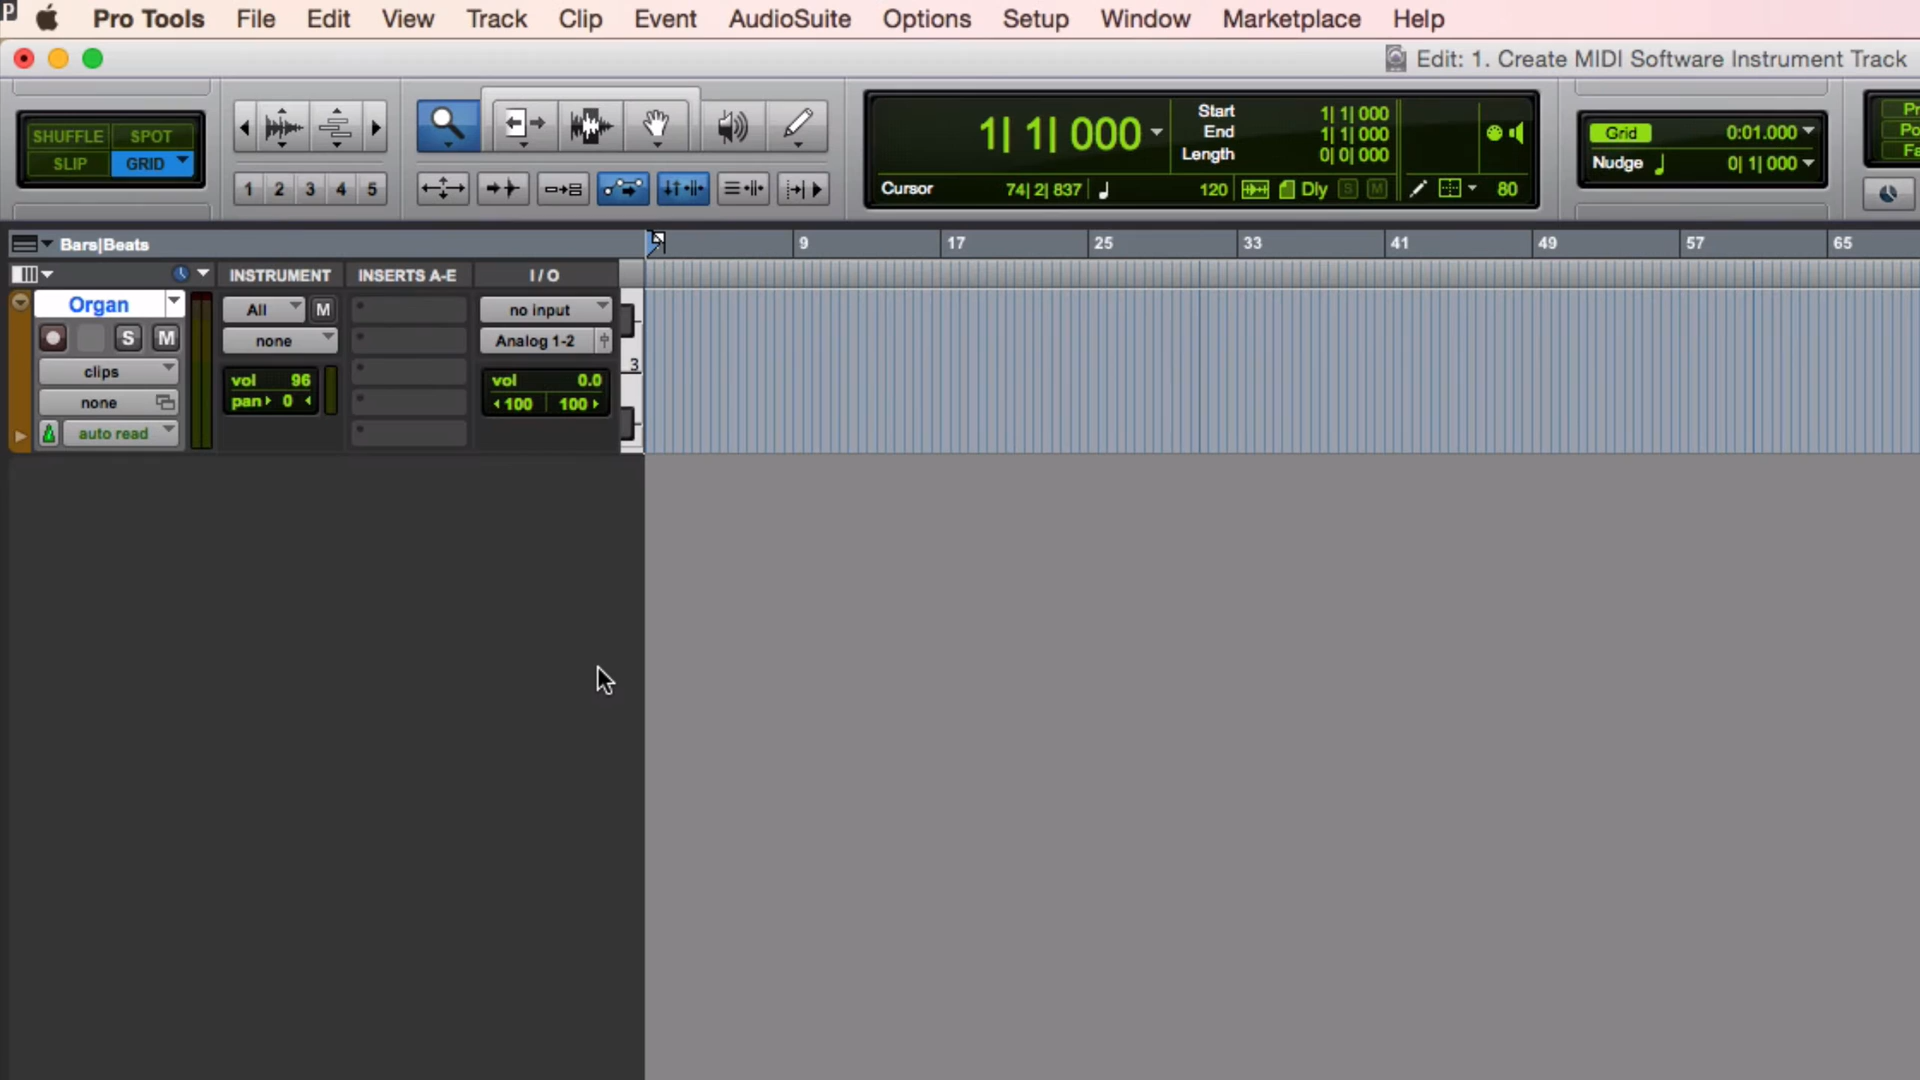 Pro Tools File Edit View Track Clip Event AudioSuite Options Setup Window Marketplace Help
Edit: 1. Create MIDI Software Instrument Track
SHUFFLE SPOT
SLIP GRID
1 2 3 4 5
1| 1| 000
Start 1| 1| 000
End 1| 1| 000
Length 0| 0| 000
Cursor 74| 2| 837 120 Dly S M 80
Grid 0:01.000
Nudge 0| 1| 000
Bars|Beats
9 17 25 33 41 49 57 65
INSTRUMENT INSERTS A-E I / O
Organ All M no input
S M none Analog 1-2
3
clips vol 96 vol 0.0
none pan 0 100 100
auto read